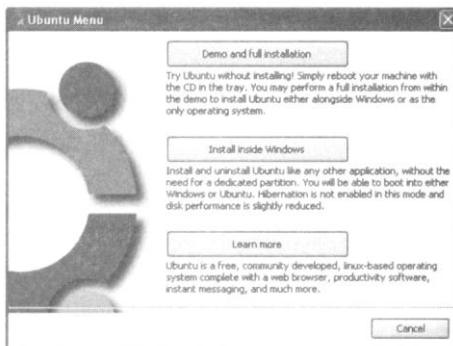 Ubuntu Menu
Demo and full installation
Try Ubuntu without installing! Simply reboot your machine with
the CD in the tray. You may perform a full installation from within
the demo to install Ubuntu either alongside Windows or as the
only operating system.
Install inside Windows
Install and uninstall Ubuntu like any other application, without the
need for a dedicated partition. You will be able to boot into either
Windows or Ubuntu. Hibernation is not enabled in this mode and
disk performance is slightly reduced.
Learn more
Ubuntu is a free, community developed, linux-based operating
system complete with a web browser, productivity software,
instant messaging, and much more.
Cancel